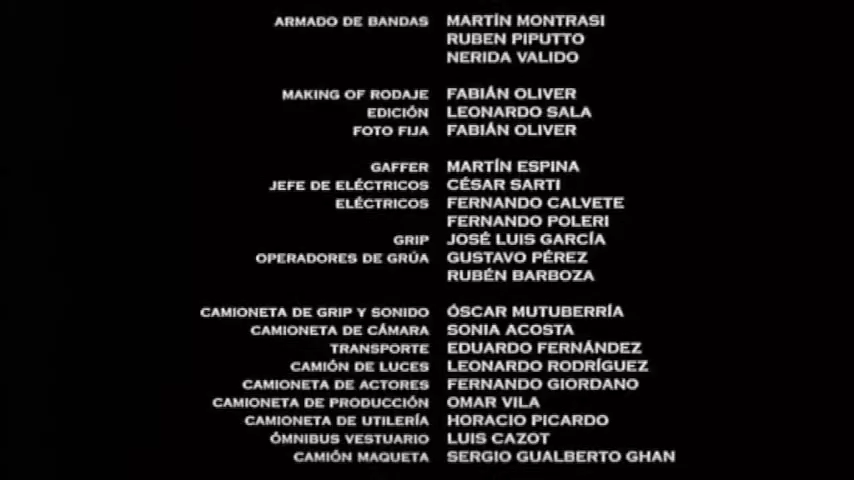 ARMADO DE BANDAS MARTÍN MONTRASI
RUBEN PIPUTTO
NERIDA VALIDO
MAKING OF RODAJE FABIÁN OLIVER
EDICIÓN LEONARDO SALA
FOTO FIJA FABIÁN OLIVER
GAFFER MARTÍN ESPINA
JEFE DE ELÉCTRICOS CÉSAR SARTI
ELÉCTRICOS FERNANDO CALVETE
FERNANDO POLERI
GRIP JOSÉ LUIS GARCÍA
OPERADORES DE GRÚA GUSTAVO PÉREZ
RUBÉN BARBOZA
CAMIONETA DE GRIP Y SONIDO ÓSCAR MUTUBERRÍA
CAMIONETA DE CÁMARA SONIA ACOSTA
TRANSPORTE EDUARDO FERNÁNDEZ
CAMIÓN DE LUCES LEONARDO RODRÍGUEZ
CAMIONETA DE ACTORES FERNANDO GIORDANO
CAMIONETA DE PRODUCCIÓN OMAR VILA
CAMIONETA DE UTILERÍA HORACIO PICARDO
ÓMNIBUS VESTUARIO LUIS CAZOT
CAMIÓN MAQUETA SERGIO GUALBERTO GHAN